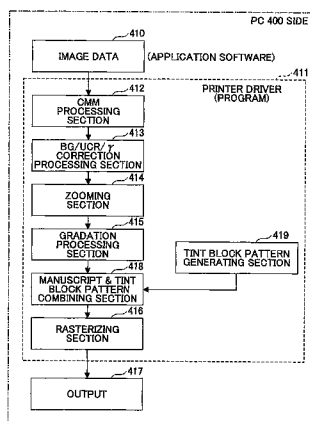 PC 400 SIDE
410
IMAGE DATA
(APPLICATION SOFTWARE)
411
PRINTER DRIVER
(PROGRAM)
412
CMM
PROCESSING
SECTION
413
BG/UCR/γ
CORRECTION
PROCESSING SECTION
414
ZOOMING
SECTION
415
GRADATION
PROCESSING
SECTION
419
TINT BLOCK PATTERN
GENERATING SECTION
418
MANUSCRIPT & TINT
BLOCK PATTERN
COMBINING SECTION
416
RASTERIZING
SECTION
417
OUTPUT